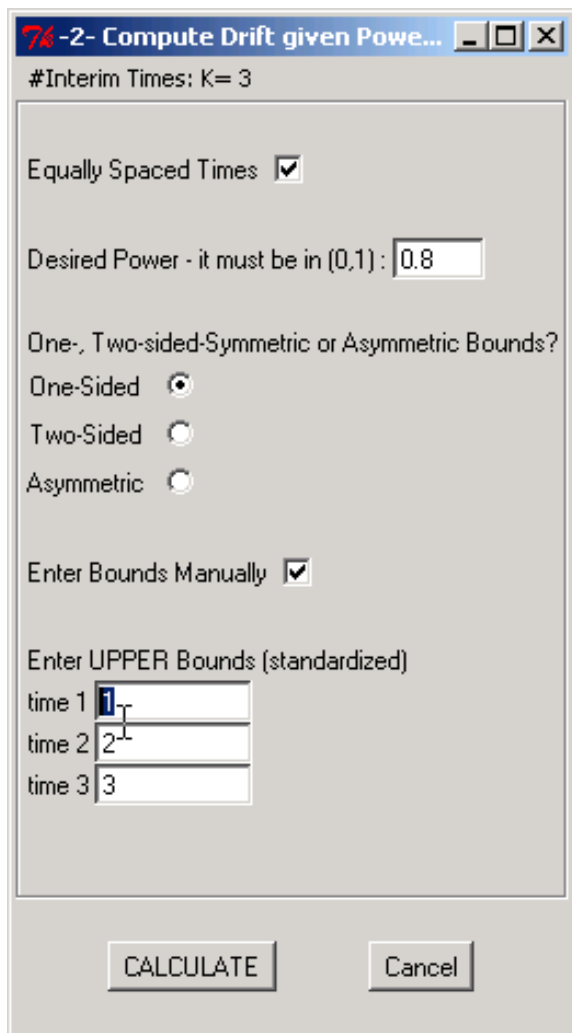 -2- Compute Drift given Powe...
#Interim Times: K= 3
Equally Spaced Times
Desired Power - it must be in (0,1) : 0.8
One-, Two-sided-Symmetric or Asymmetric Bounds?
One-Sided
Two-Sided
Asymmetric
Enter Bounds Manually
Enter UPPER Bounds (standardized)
time 1 1
time 2 2
time 3 3
CALCULATE Cancel